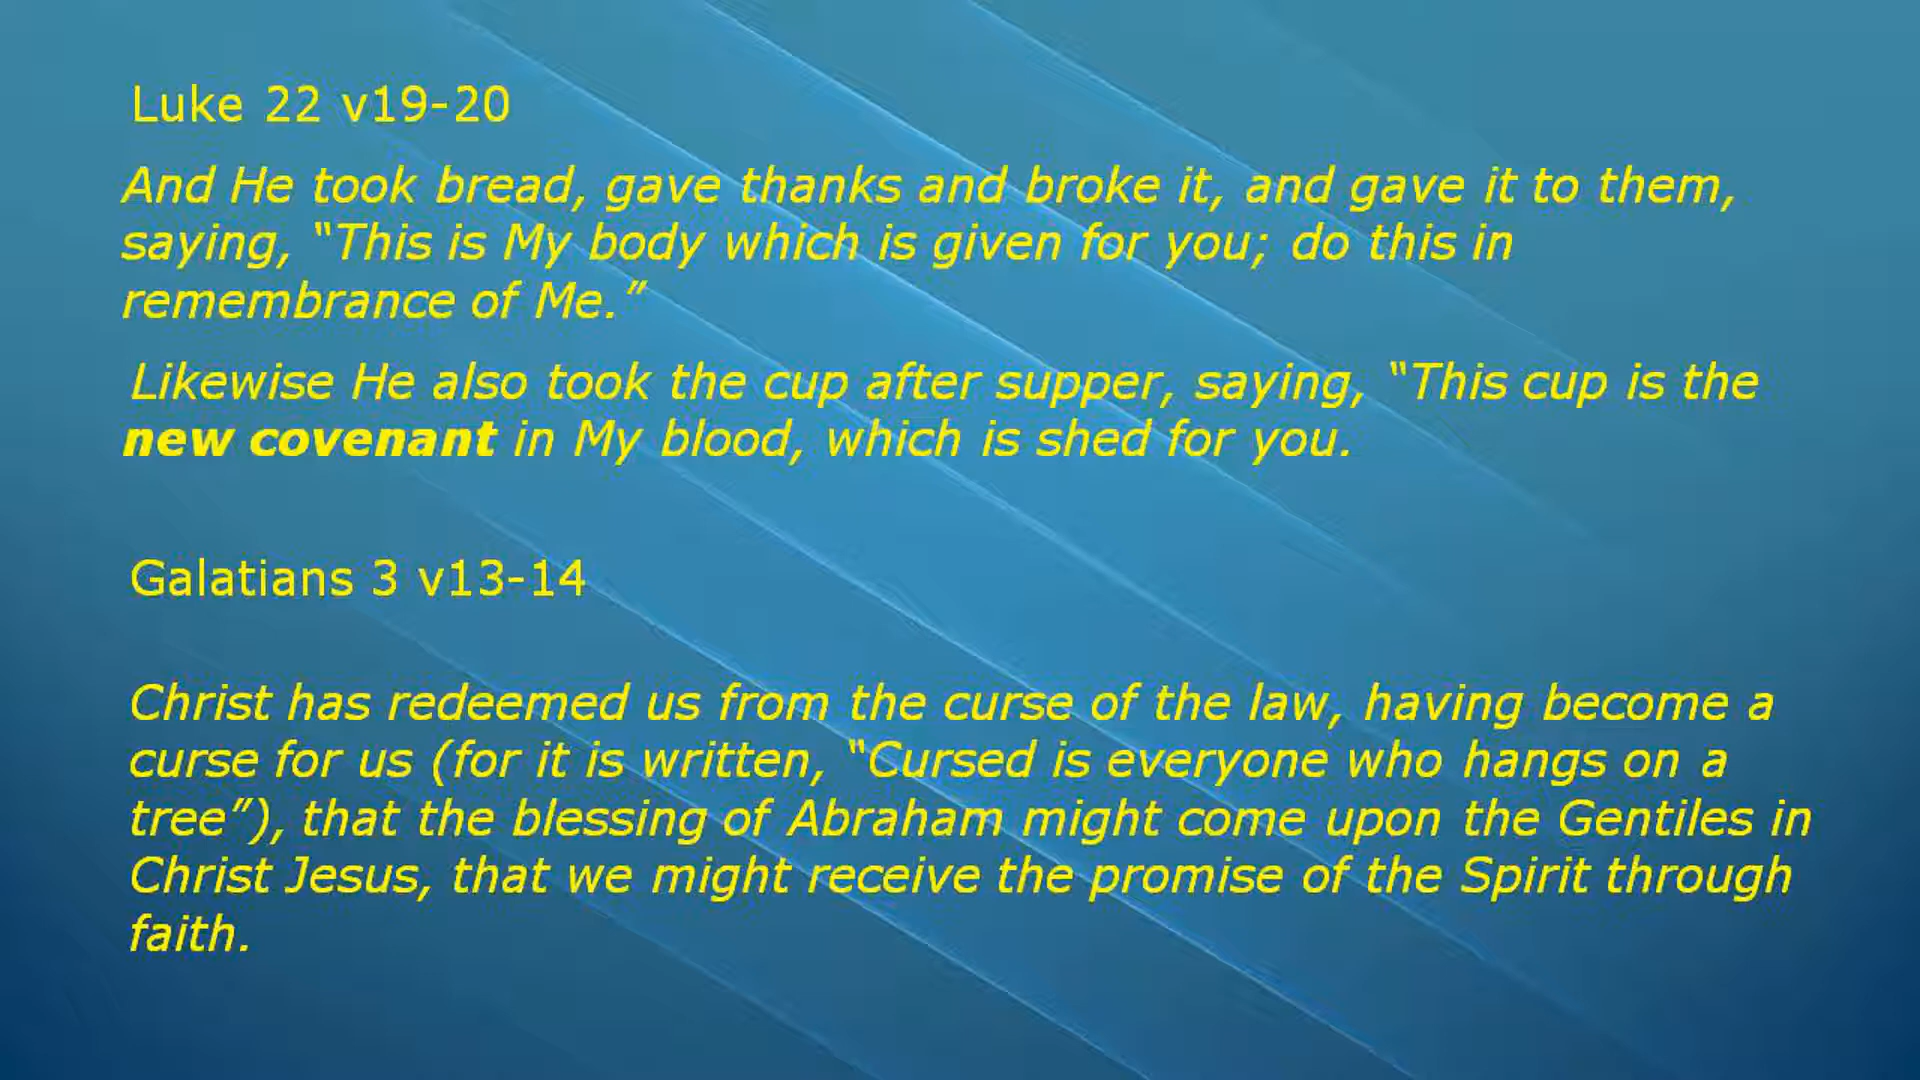 Luke 22 v19-20
And He took bread, gave thanks and broke it, and gave it to them,
saying, “This is My body which is given for you; do this in
remembrance of Me.”
Likewise He also took the cup after supper, saying, “This cup is the
new covenant in My blood, which is shed for you.
Galatians 3 v13-14
Christ has redeemed us from the curse of the law, having become a
curse for us (for it is written, “Cursed is everyone who hangs on a
tree”), that the blessing of Abraham might come upon the Gentiles in
Christ Jesus, that we might receive the promise of the Spirit through
faith.